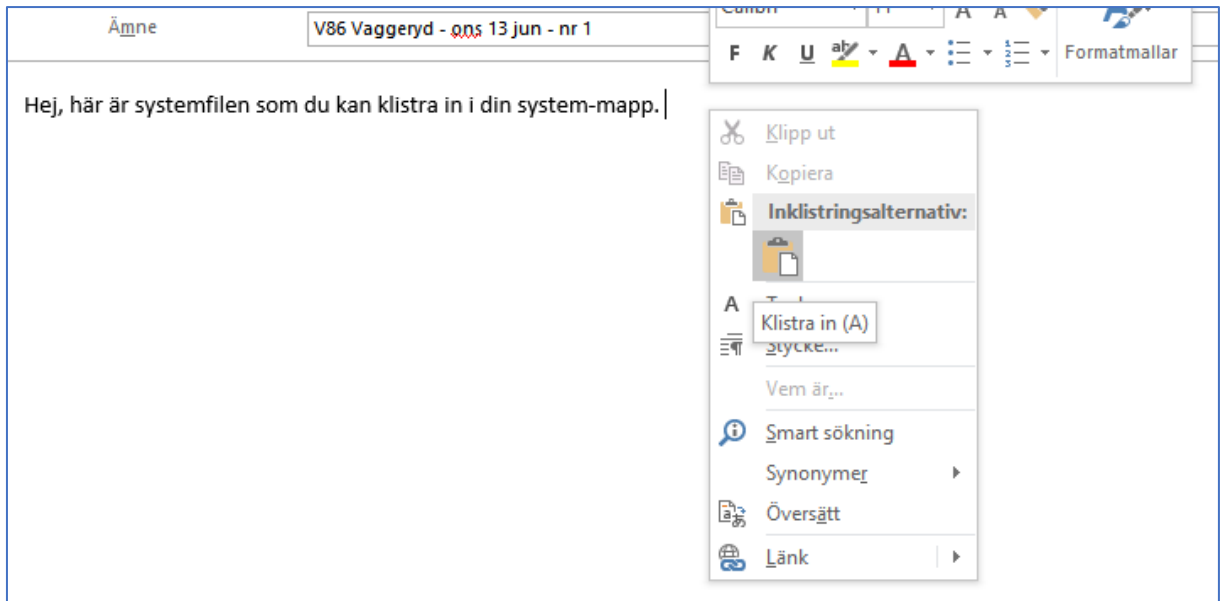 Ämne
V86 Vaggeryd - ons 13 jun - nr 1
F K U aby A
Formatmallar
Hej, här är systemfilen som du kan klistra in i din system-mapp.
Klipp ut
Kopiera
Inklistringsalternativ:
A
Klistra in (A)
Stycke...
Vem är...
Smart sökning
Synonymer
Översätt
Länk